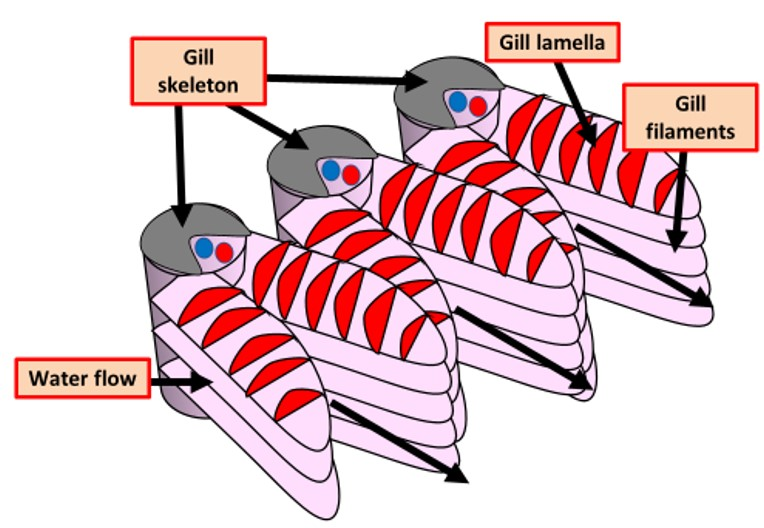 Gill
skeleton
Gill lamella
Gill
filaments
Water flow